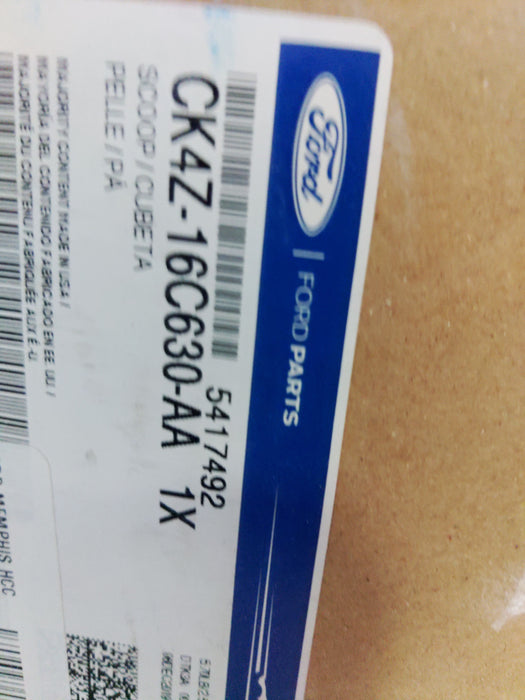 Ford | FORD PARTS
5417492
CK4Z-16C630-AA 1X
SCOOP / CUBETA
PELLE / PÁ
MAJORITY CONTENT MADE IN USA /
MAYORÍA DEL CONTENIDO FABRICADO EN EE UU /
MAJORITÉ DU CONTENU FABRIQUÉE AUX É-U
MEMPHIS HCC